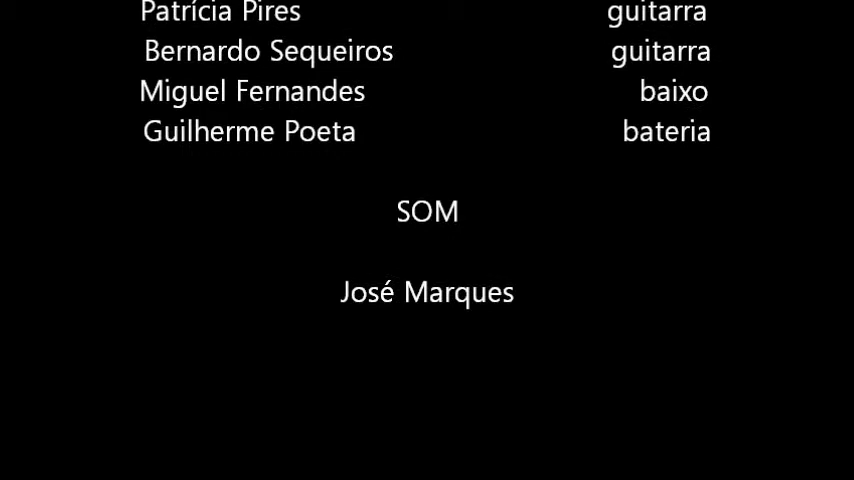 Patrícia Pires guitarra
Bernardo Sequeiros guitarra
Miguel Fernandes baixo
Guilherme Poeta bateria
SOM
José Marques